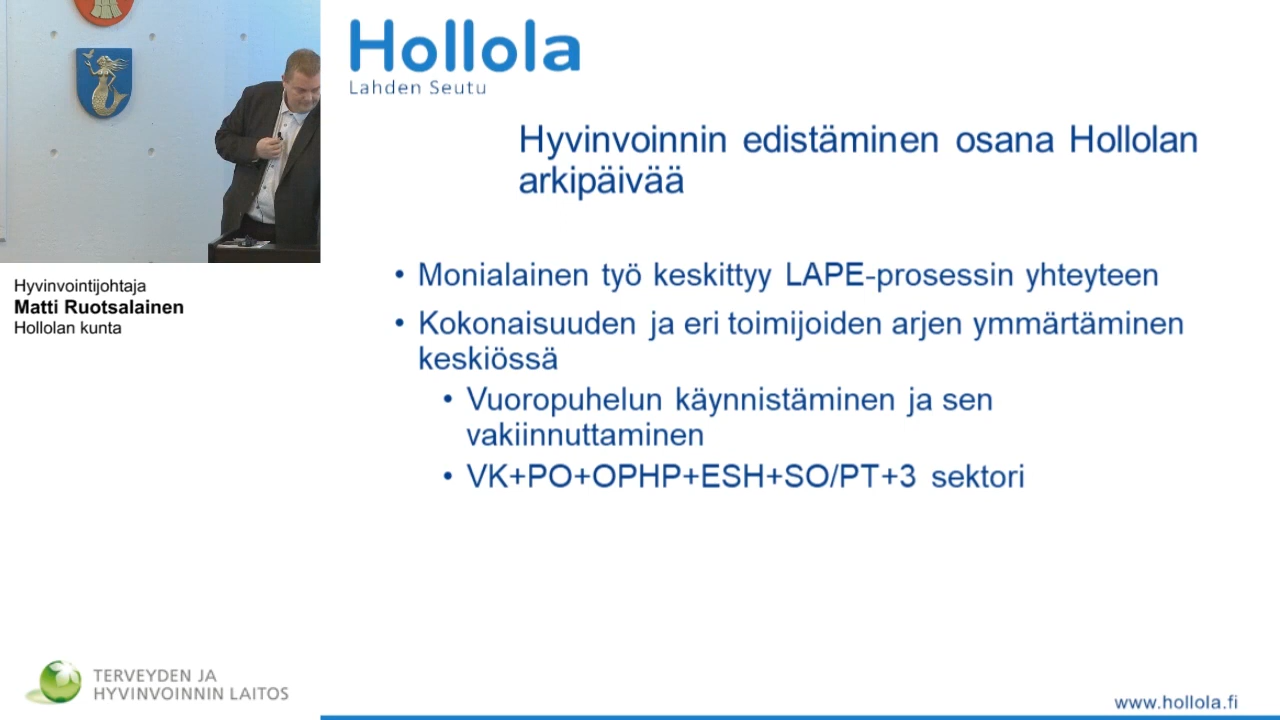 Hollola
Lahden Seutu
Hyvinvoinnin edistäminen osana Hollolan
arkipäivää
Hyvinvointijohtaja
Matti Ruotsalainen
Hollolan kunta
• Monialainen työ keskittyy LAPE-prosessin yhteyteen
• Kokonaisuuden ja eri toimijoiden arjen ymmärtäminen
keskiössä
• Vuoropuhelun käynnistäminen ja sen
vakiinnuttaminen
• VK+PO+OPHP+ESH+SO/PT+3 sektori
TERVEYDEN JA
HYVINVOINNIN LAITOS
www.hollola.fi